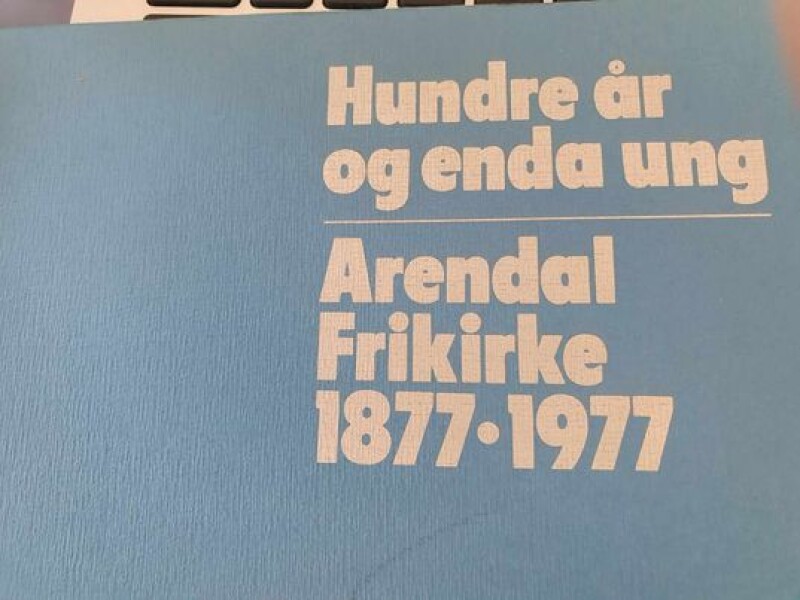 Hundre år
og enda ung
Arendal
Frikirke
1877·1977